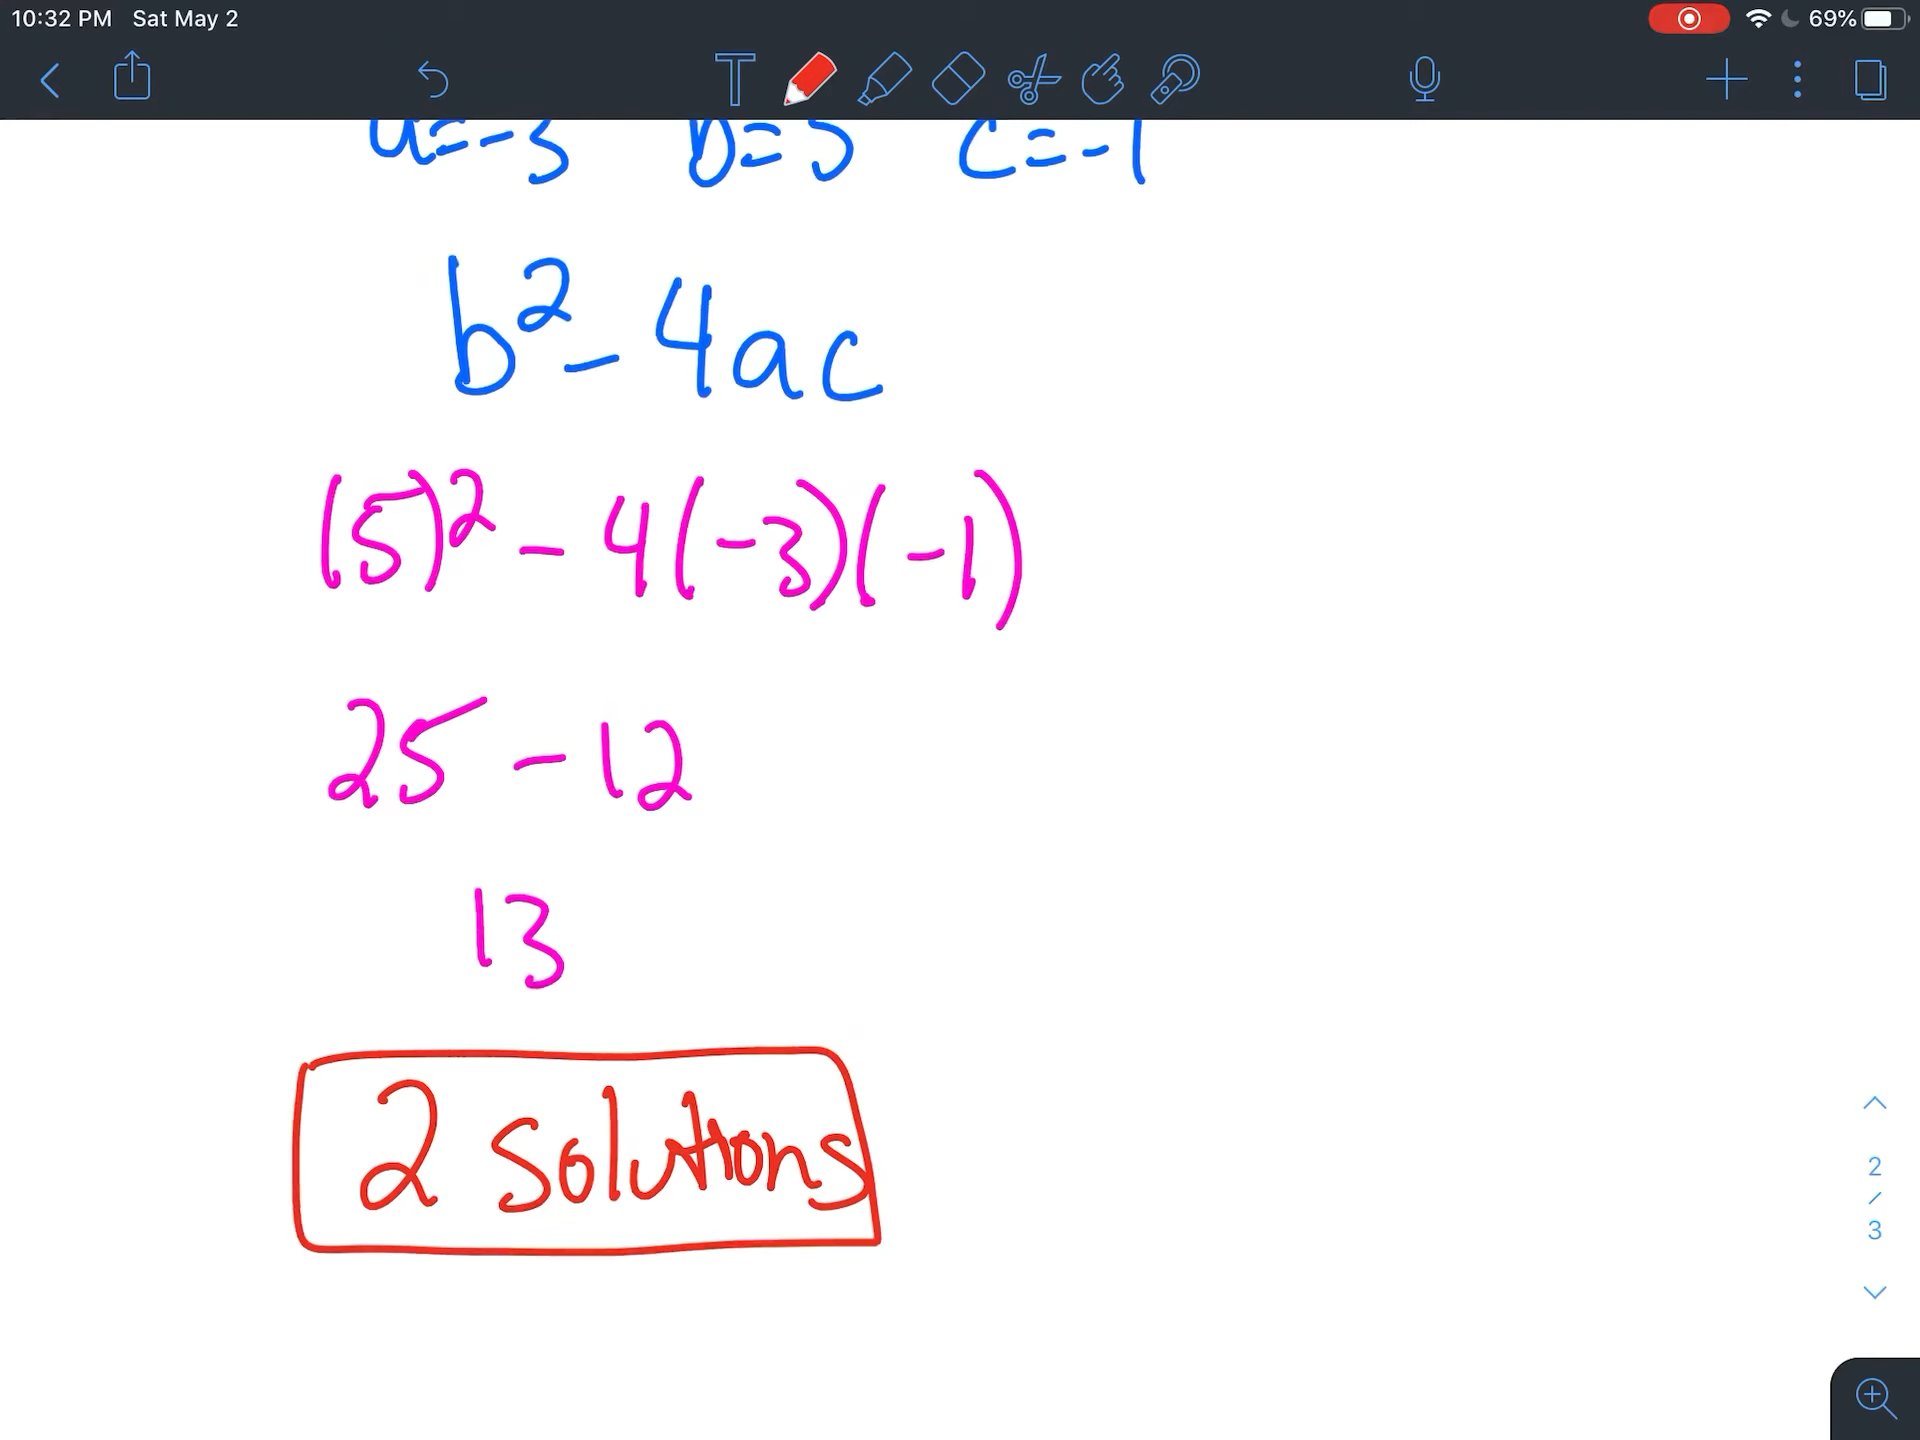 10:32 PM Sat May 2
69%
T
a=-3 b=5 c=-1
b² - 4ac
(5)² - 4(-3)(-1)
25 - 12
13
2 solutions
2
/
3